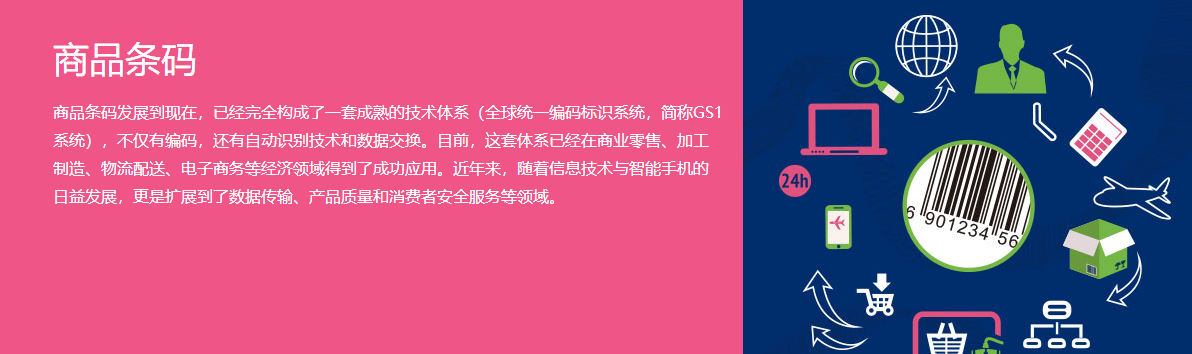 商品条码
商品条码发展到现在，已经完全构成了一套成熟的技术体系（全球统一编码标识系统，简称GS1
系统），不仅有编码，还有自动识别技术和数据交换。目前，这套体系已经在商业零售、加工
制造、物流配送、电子商务等经济领域得到了成功应用。近年来，随着信息技术与智能手机的
日益发展，更是扩展到了数据传输、产品质量和消费者安全服务等领域。
24h
6 901234 56